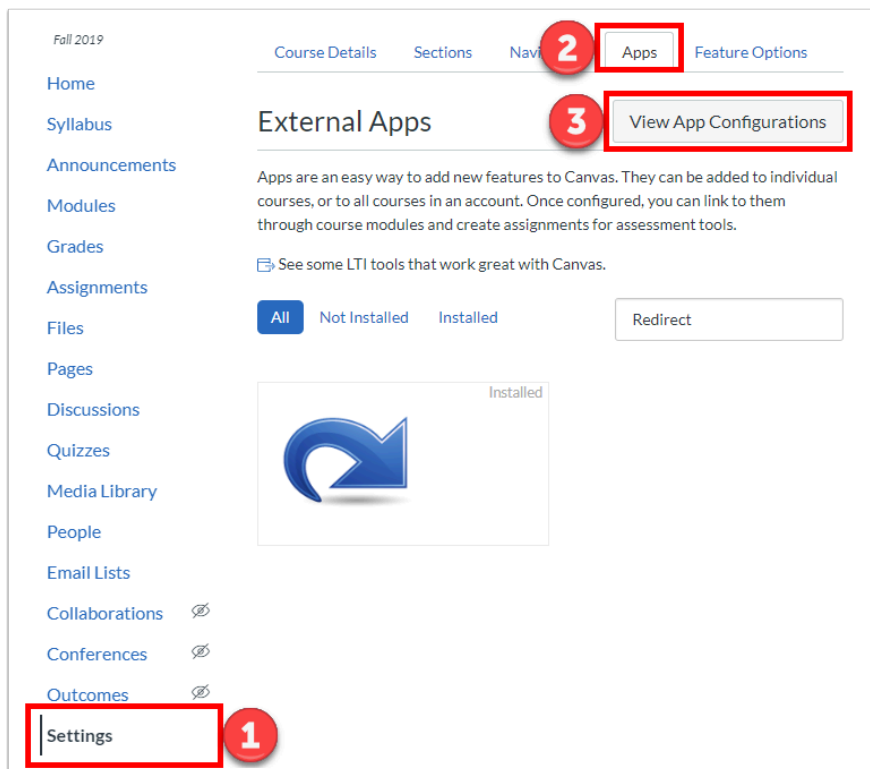 Fall 2019
Home
Syllabus
Announcements
Modules
Grades
Assignments
Files
Pages
Discussions
Quizzes
Media Library
People
Email Lists
Collaborations
Conferences
Outcomes
Settings
1
Course Details Sections Navi 2 Apps Feature Options
External Apps 3 View App Configurations
Apps are an easy way to add new features to Canvas. They can be added to individual
courses, or to all courses in an account. Once configured, you can link to them
through course modules and create assignments for assessment tools.
See some LTI tools that work great with Canvas.
All Not Installed Installed Redirect
Installed